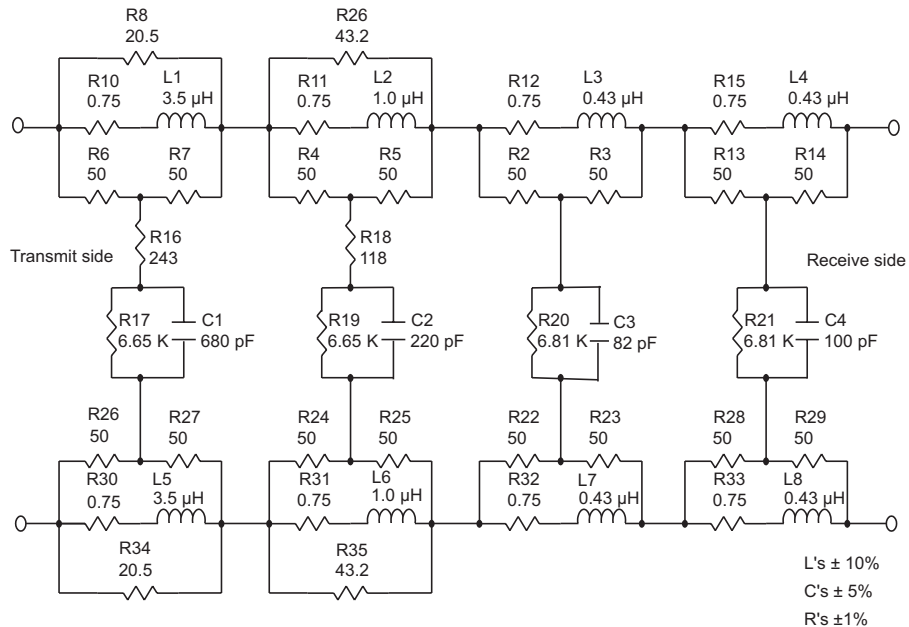 R8
20.5
R26
43.2
R10
0.75
L1
3.5 µH
R11
0.75
L2
1.0 µH
R12
0.75
L3
0.43 µH
R15
0.75
L4
0.43 µH
R6
50
R7
50
R4
50
R5
50
R2
50
R3
50
R13
50
R14
50
Transmit side
R16
243
R18
118
Receive side
R17
6.65 K
C1
680 pF
R19
6.65 K
C2
220 pF
R20
6.81 K
C3
82 pF
R21
6.81 K
C4
100 pF
R26
50
R27
50
R24
50
R25
50
R22
50
R23
50
R28
50
R29
50
R30
0.75
L5
3.5 µH
R31
0.75
L6
1.0 µH
R32
0.75
L7
0.43 µH
R33
0.75
L8
0.43 µH
R34
20.5
R35
43.2
L's ± 10%
C's ± 5%
R's ±1%